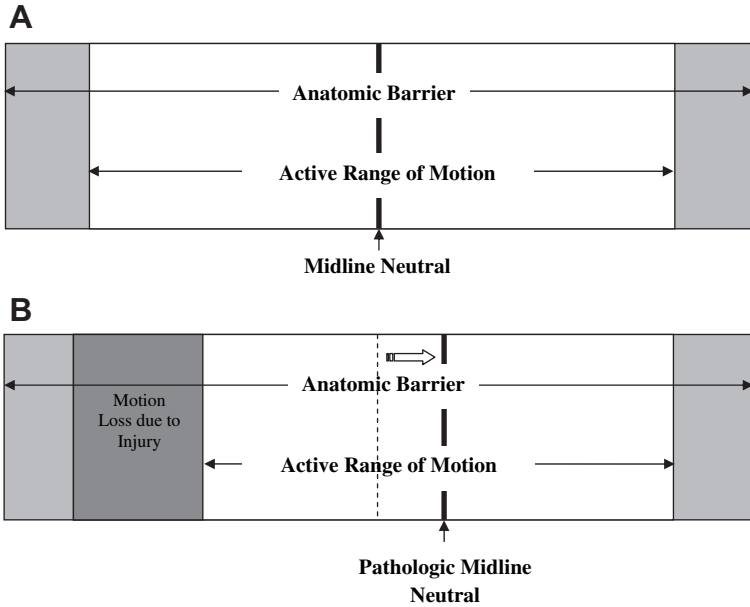 A
Anatomic Barrier
Active Range of Motion
Midline Neutral
B
Anatomic Barrier
Motion
Loss due to
Injury
Active Range of Motion
Pathologic Midline
Neutral